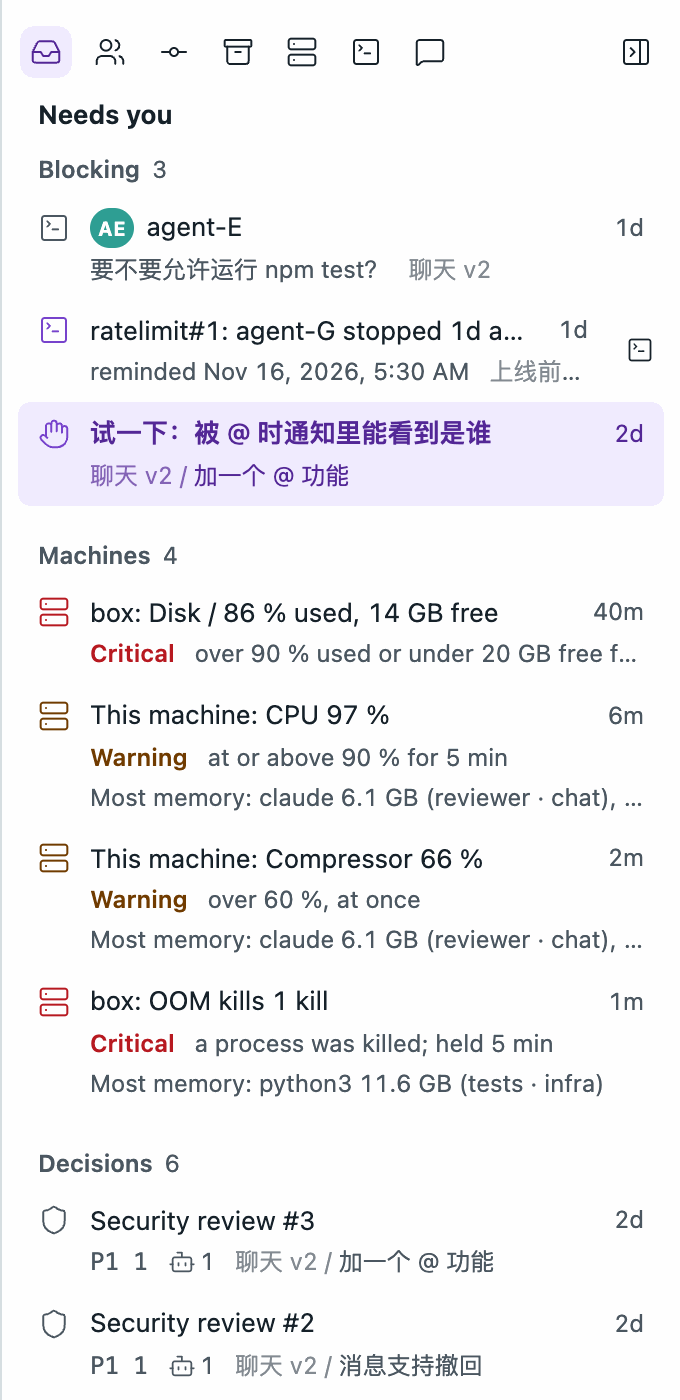 Needs you
Blocking 3
AE agent-E 1d
要不要允许运行 npm test? 聊天 v2
ratelimit#1: agent-G stopped 1d a... 1d
reminded Nov 16, 2026, 5:30 AM 上线前...
试一下：被 @ 时通知里能看到是谁 2d
聊天 v2 / 加一个 @ 功能
Machines 4
box: Disk / 86 % used, 14 GB free 40m
Critical over 90 % used or under 20 GB free f...
This machine: CPU 97 % 6m
Warning at or above 90 % for 5 min
Most memory: claude 6.1 GB (reviewer · chat), ...
This machine: Compressor 66 % 2m
Warning over 60 %, at once
Most memory: claude 6.1 GB (reviewer · chat), ...
box: OOM kills 1 kill 1m
Critical a process was killed; held 5 min
Most memory: python3 11.6 GB (tests · infra)
Decisions 6
Security review #3 2d
P1 1 1 聊天 v2 / 加一个 @ 功能
Security review #2 2d
P1 1 1 聊天 v2 / 消息支持撤回